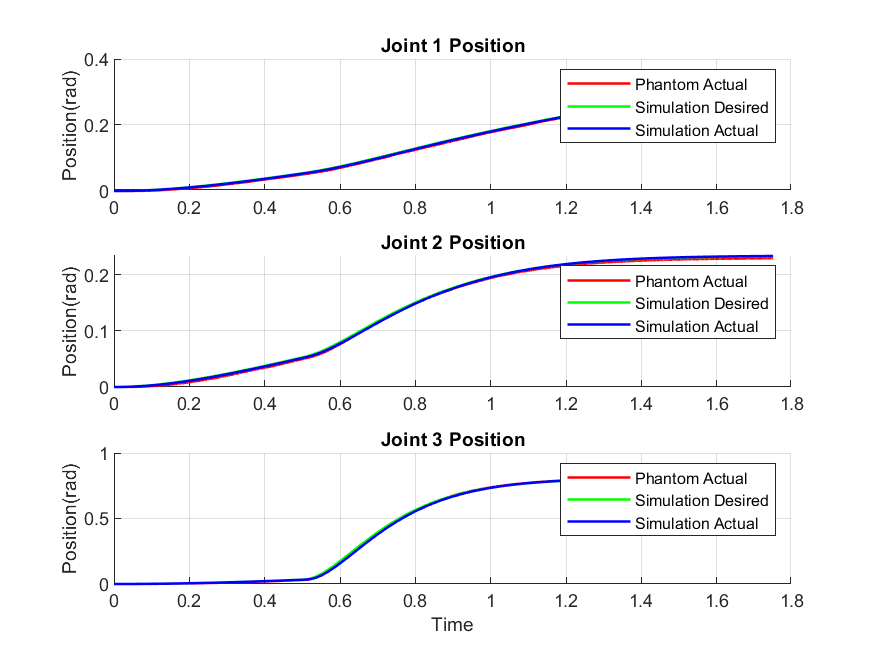 Joint 1 Position
Position(rad)
0.4
0.2
0
Phantom Actual
Simulation Desired
Simulation Actual
0 0.2 0.4 0.6 0.8 1 1.2 1.4 1.6 1.8
Joint 2 Position
Position(rad)
0.2
0.1
0
Phantom Actual
Simulation Desired
Simulation Actual
0 0.2 0.4 0.6 0.8 1 1.2 1.4 1.6 1.8
Joint 3 Position
Position(rad)
1
0.5
0
Phantom Actual
Simulation Desired
Simulation Actual
0 0.2 0.4 0.6 0.8 1 1.2 1.4 1.6 1.8
Time